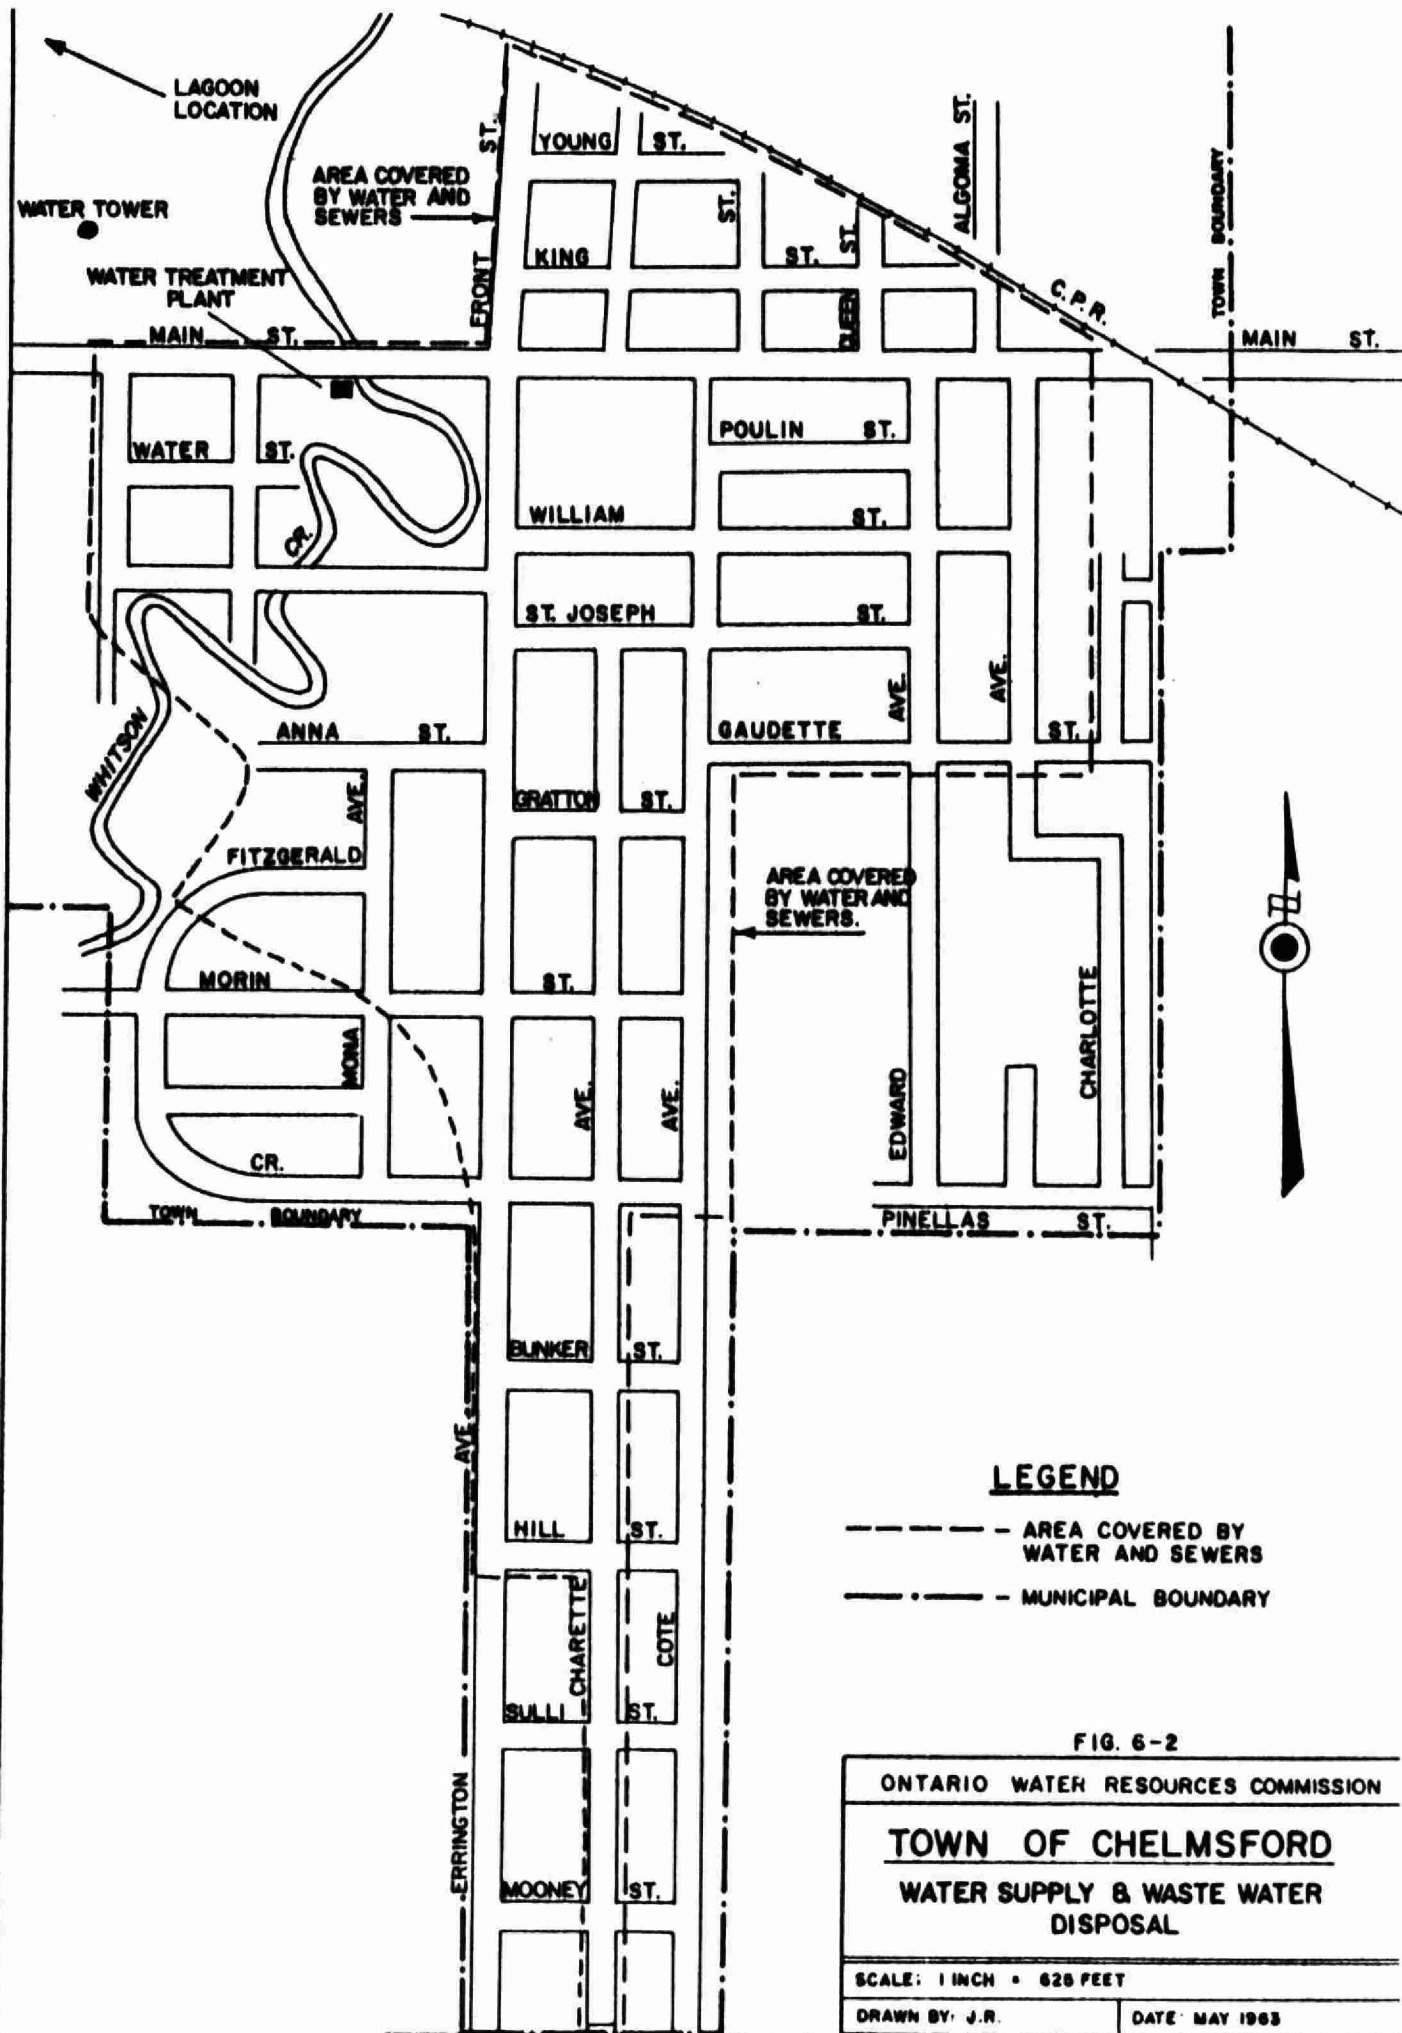 LAGOON
LOCATION
WATER TOWER
AREA COVERED
BY WATER AND
SEWERS
WATER TREATMENT
PLANT
FRONT ST.
YOUNG ST.
ST.
KING ST.
QUEEN ST.
ALGOMA ST.
C.P.R.
TOWN BOUNDARY
MAIN ST.
MAIN ST.
WATER ST.
POULIN ST.
WILLIAM ST.
CR.
ST. JOSEPH ST.
WHITSON
ANNA ST.
GAUDETTE ST.
AVE.
AVE.
GRATTON ST.
AVE.
FITZGERALD
AREA COVERED
BY WATER AND
SEWERS.
MORIN ST.
MONA
AVE.
AVE.
EDWARD
CHARLOTTE
CR.
TOWN BOUNDARY
PINELLAS ST.
BUNKER ST.
ERRINGTON AVE.
HILL ST.
CHARETTE
COTE
SULLI ST.
MOONEY ST.
LEGEND
- AREA COVERED BY
WATER AND SEWERS
- MUNICIPAL BOUNDARY
FIG. 6-2
ONTARIO WATER RESOURCES COMMISSION
TOWN OF CHELMSFORD
WATER SUPPLY & WASTE WATER
DISPOSAL
SCALE: 1 INCH = 625 FEET
DRAWN BY: J.R.
DATE: MAY 1963